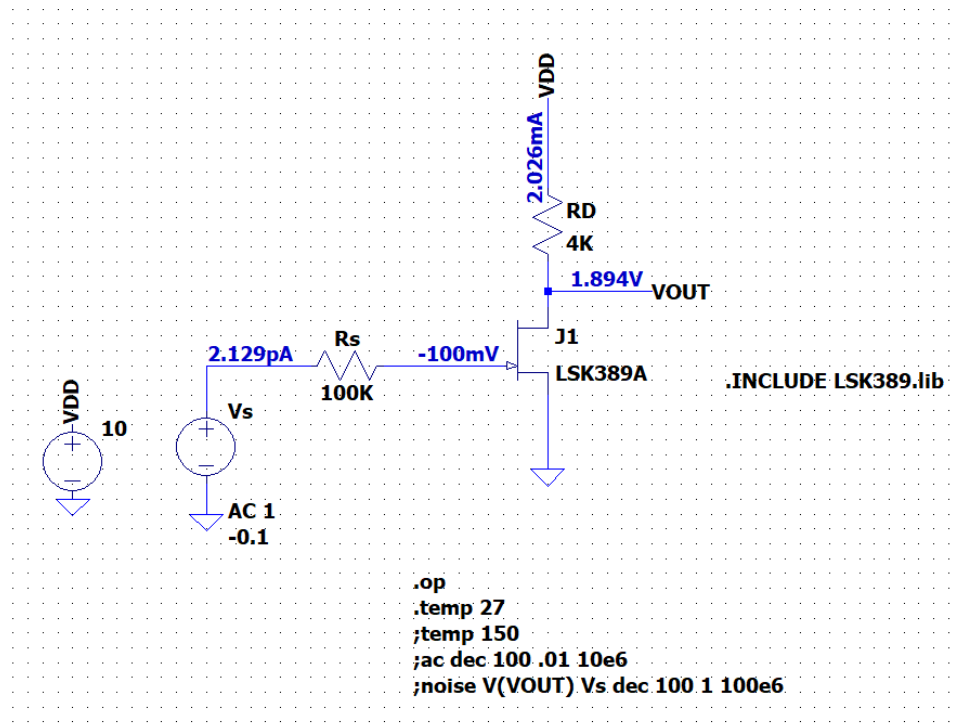 VDD
2.026mA
RD
4K
1.894V
VOUT
J1
LSK389A
Rs
100K
2.129pA
-100mV
.INCLUDE LSK389.lib
VDD
10
Vs
AC 1
-0.1
.op
.temp 27
;temp 150
;ac dec 100 .01 10e6
;noise V(VOUT) Vs dec 100 1 100e6